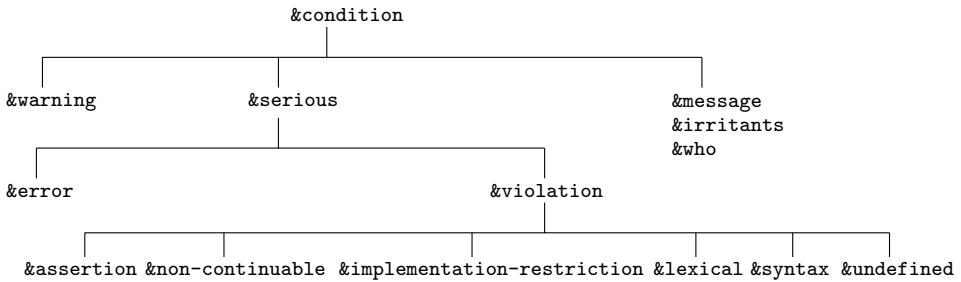 &condition
&warning &serious &message
&irritants
&who
&error &violation
&assertion &non-continuable &implementation-restriction &lexical &syntax &undefined